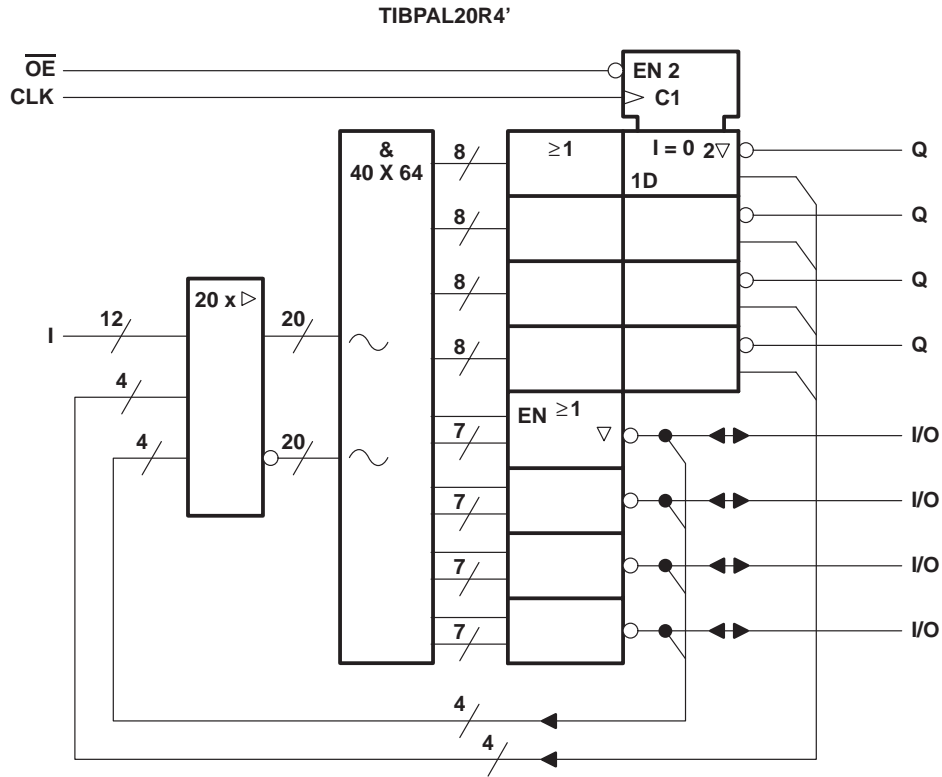 TIBPAL20R4'
OE
EN 2
CLK
C1
&
40 X 64
8
≥1
I = 0 2▽
Q
1D
8
Q
8
Q
20 x ▷
I
12
20
8
Q
4
EN ≥1
▽
7
I/O
4
20
7
I/O
7
I/O
7
I/O
4
4